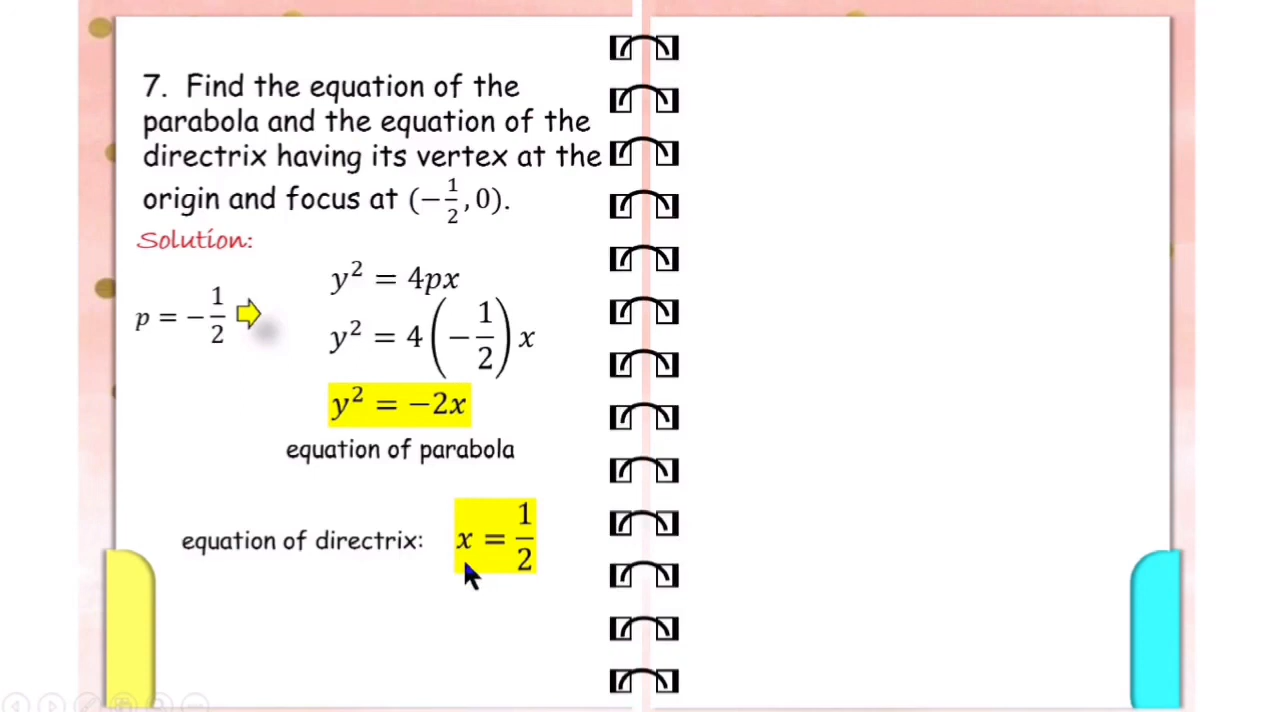 7. Find the equation of the
parabola and the equation of the
directrix having its vertex at the
origin and focus at (−1/2, 0).
Solution:
y² = 4px
p = −1/2
y² = 4(−1/2)x
y² = −2x
equation of parabola
equation of directrix: x = 1/2